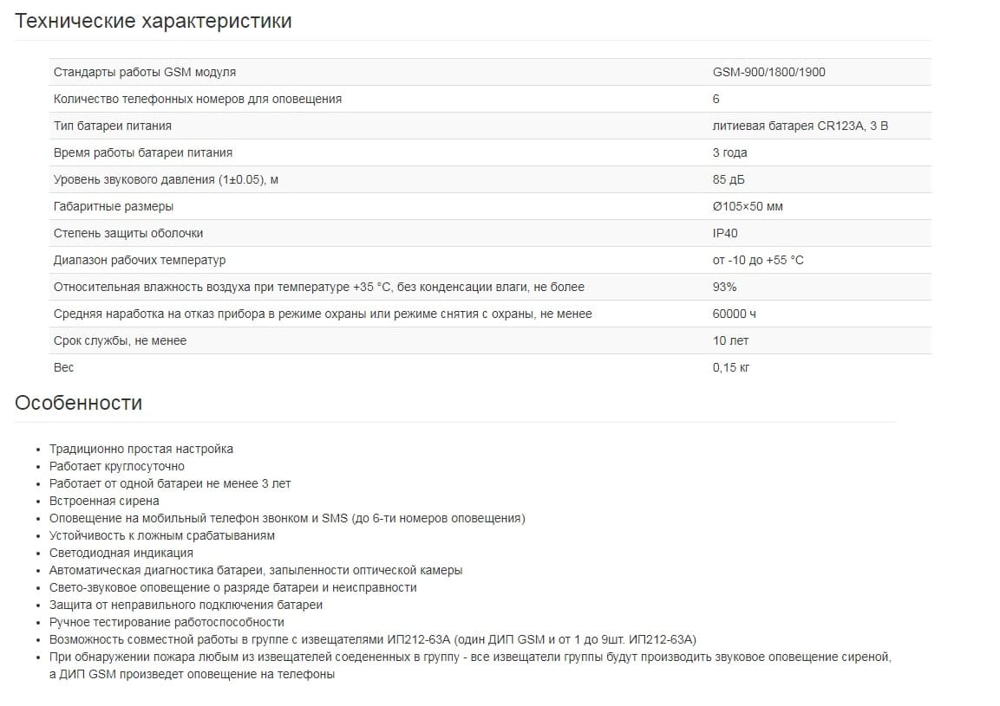 Технические характеристики
Стандарты работы GSM модуля GSM-900/1800/1900
Количество телефонных номеров для оповещения 6
Тип батареи питания литиевая батарея CR123A, 3 В
Время работы батареи питания 3 года
Уровень звукового давления (1±0.05), м 85 дБ
Габаритные размеры Ø105×50 мм
Степень защиты оболочки IP40
Диапазон рабочих температур от -10 до +55 °C
Относительная влажность воздуха при температуре +35 °C, без конденсации влаги, не более 93%
Средняя наработка на отказ прибора в режиме охраны или режиме снятия с охраны, не менее 60000 ч
Срок службы, не менее 10 лет
Вес 0,15 кг
Особенности
• Традиционно простая настройка
• Работает круглосуточно
• Работает от одной батареи не менее 3 лет
• Встроенная сирена
• Оповещение на мобильный телефон звонком и SMS (до 6-ти номеров оповещения)
• Устойчивость к ложным срабатываниям
• Светодиодная индикация
• Автоматическая диагностика батареи, запыленности оптической камеры
• Свето-звуковое оповещение о разряде батареи и неисправности
• Защита от неправильного подключения батареи
• Ручное тестирование работоспособности
• Возможность совместной работы в группе с извещателями ИП212-63А (один ДИП GSM и от 1 до 9шт. ИП212-63А)
• При обнаружении пожара любым из извещателей соедененных в группу - все извещатели группы будут производить звуковое оповещение сиреной,
а ДИП GSM произведет оповещение на телефоны